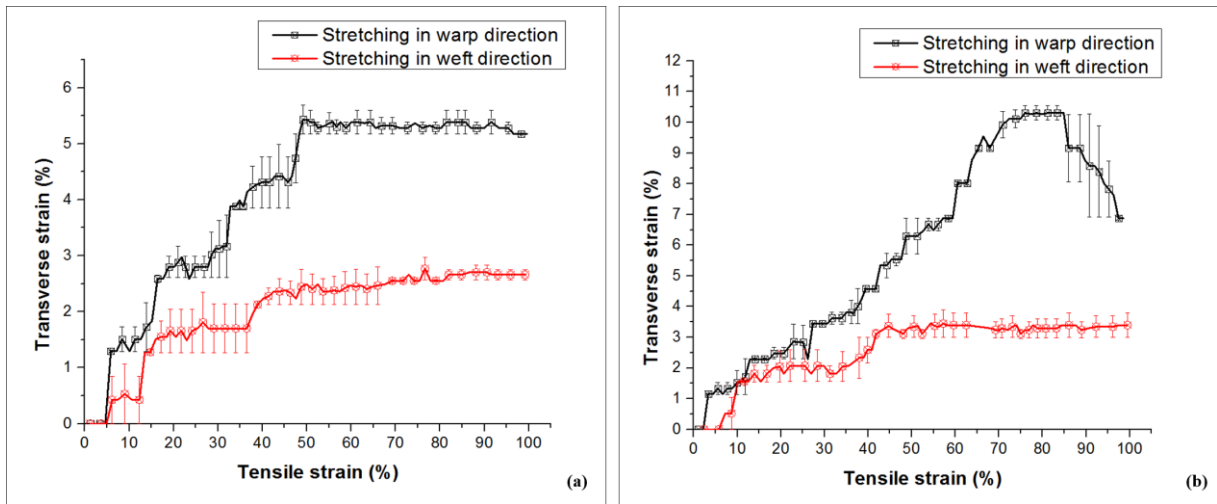 Stretching in warp direction
Stretching in weft direction
6
5
4
3
2
1
0
Transverse strain (%)
0 10 20 30 40 50 60 70 80 90 100
Tensile strain (%)
(a)
Stretching in warp direction
Stretching in weft direction
12
11
10
9
8
7
6
5
4
3
2
1
0
Transverse strain (%)
0 10 20 30 40 50 60 70 80 90 100
Tensile strain (%)
(b)